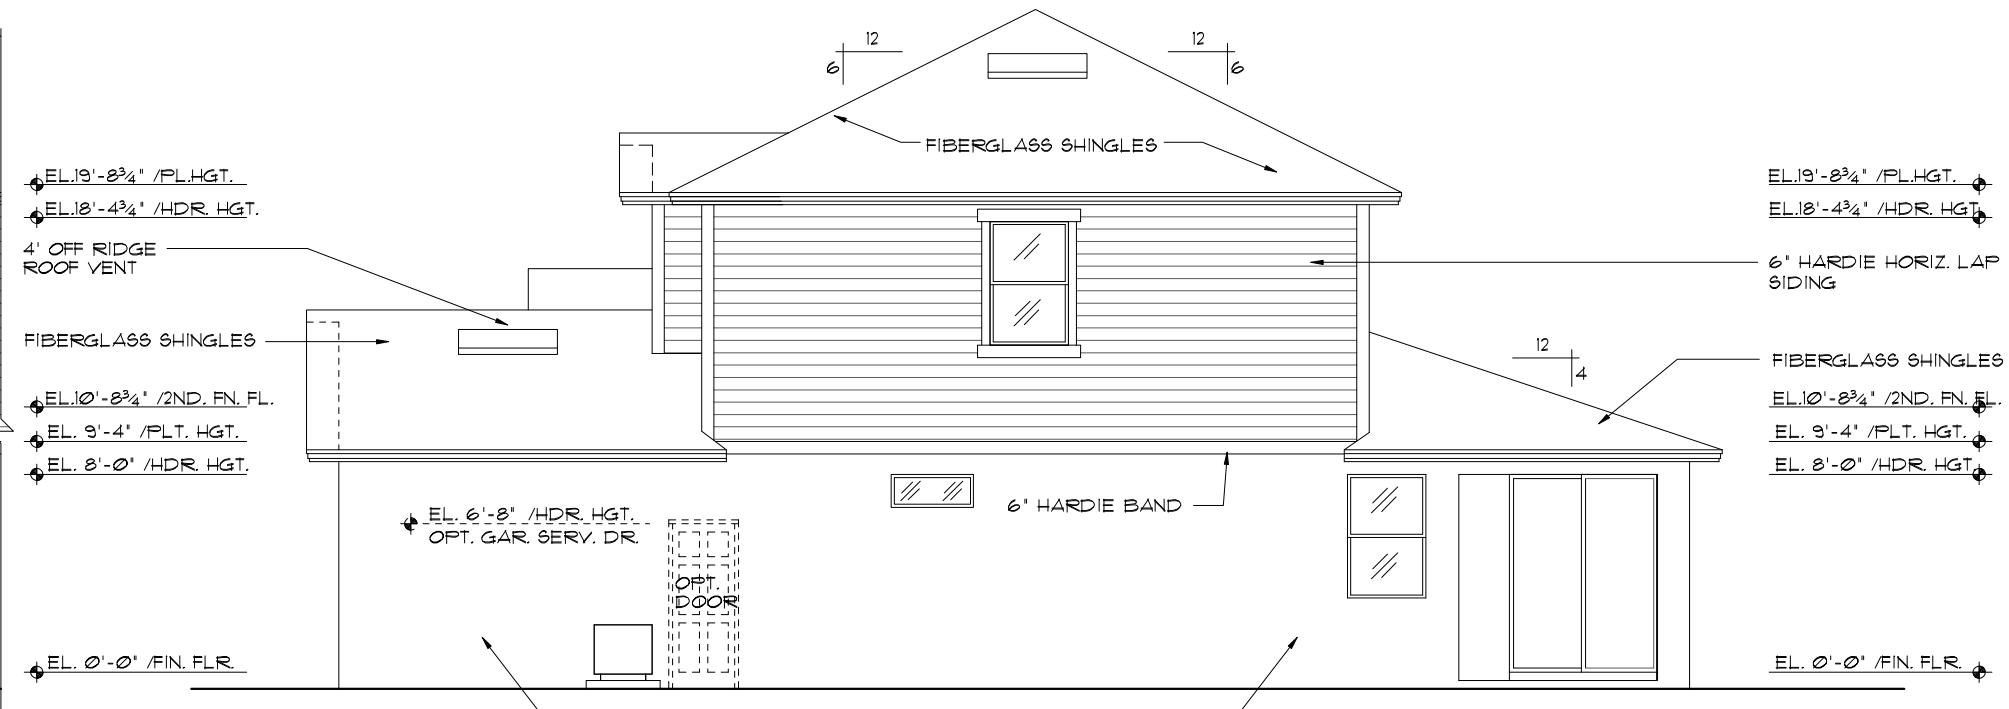 12
12
6
6
FIBERGLASS SHINGLES
EL.19'-8¾" /PL.HGT.
EL.18'-4¾" /HDR. HGT.
4' OFF RIDGE
ROOF VENT
FIBERGLASS SHINGLES
EL.10'-8¾" /2ND. FN. FL.
EL. 9'-4" /PLT. HGT.
EL. 8'-0" /HDR. HGT.
EL. 6'-8" /HDR. HGT.
OPT. GAR. SERV. DR.
OPT.
DOOR
EL. 0'-0" /FIN. FLR.
6" HARDIE BAND
EL.19'-8¾" /PL.HGT.
EL.18'-4¾" /HDR. HGT
6" HARDIE HORIZ. LAP
SIDING
12
4
FIBERGLASS SHINGLES
EL.10'-8¾" /2ND. FN. FL.
EL. 9'-4" /PLT. HGT.
EL. 8'-0" /HDR. HGT
EL. 0'-0" /FIN. FLR.